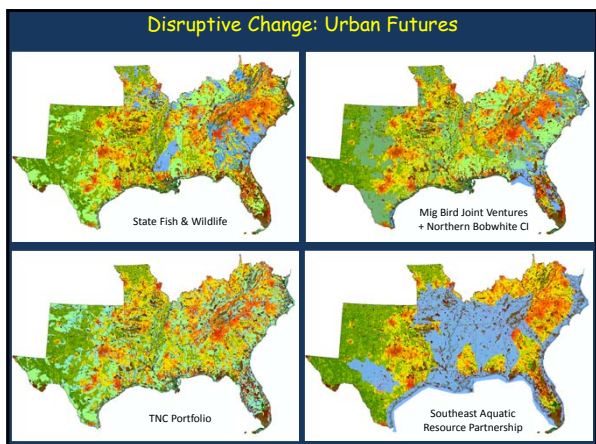 Disruptive Change: Urban Futures
State Fish & Wildlife
Mig Bird Joint Ventures
+ Northern Bobwhite CI
TNC Portfolio
Southeast Aquatic
Resource Partnership